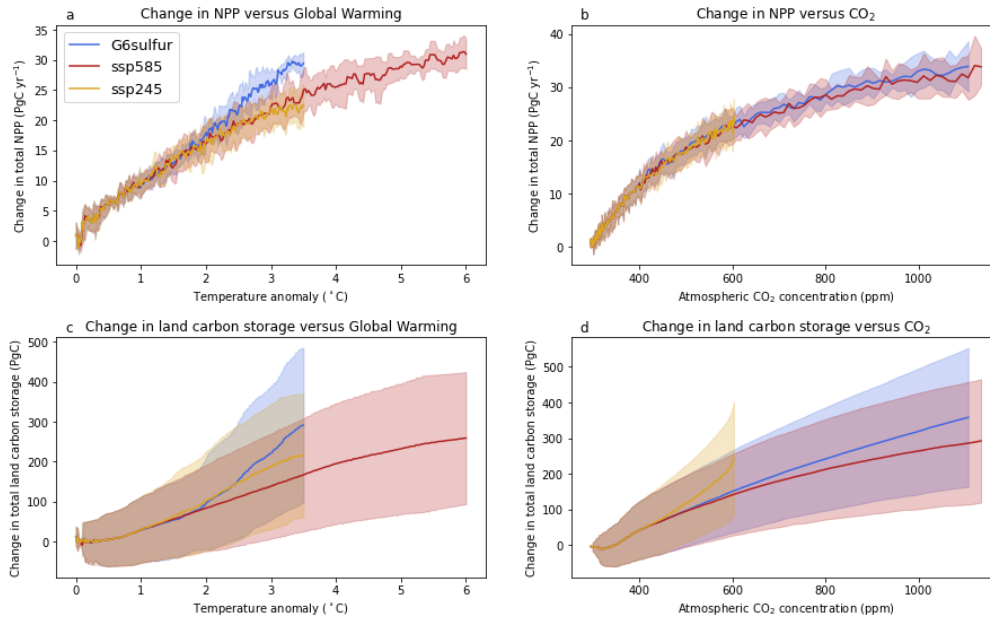 a Change in NPP versus Global Warming
G6sulfur
ssp585
ssp245
Change in total NPP (PgC yr⁻¹)
35
30
25
20
15
10
5
0
0 1 2 3 4 5 6
Temperature anomaly (°C)
b Change in NPP versus CO₂
Change in total NPP (PgC yr⁻¹)
40
30
20
10
0
400 600 800 1000
Atmospheric CO₂ concentration (ppm)
c Change in land carbon storage versus Global Warming
Change in total land carbon storage (PgC)
500
400
300
200
100
0
0 1 2 3 4 5 6
Temperature anomaly (°C)
d Change in land carbon storage versus CO₂
Change in total land carbon storage (PgC)
500
400
300
200
100
0
400 600 800 1000
Atmospheric CO₂ concentration (ppm)